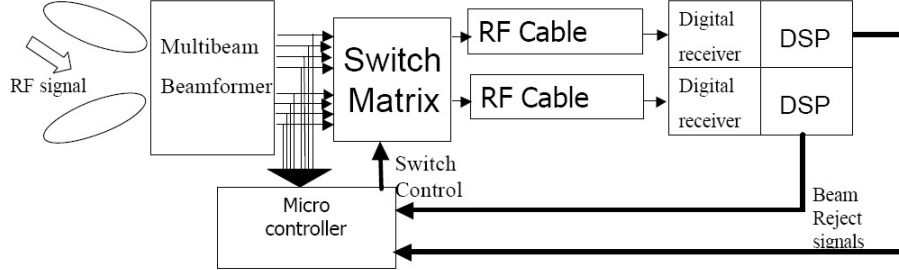 RF signal
Multibeam
Beamformer
Switch
Matrix
RF Cable
RF Cable
Digital
receiver
DSP
Digital
receiver
DSP
Switch
Control
Micro
controller
Beam
Reject
signals